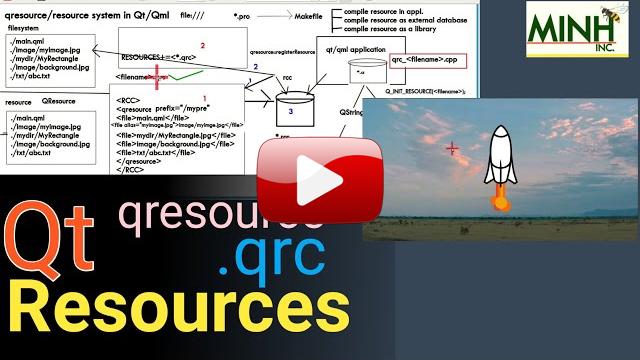 qresource/resource system in Qt/Qml file:///
*.pro
Makefile
compile resource in appl.
compile resource as external database
compile resource as a library
MINH
INC.
filesystem
./main.qml
./image/myimage.jpg
./mydir/MyRectangle.jpg
./image/background.jpg
./txt/abc.txt
2
RESOURCES+=<*.qrc>
<filename>
2
qresource:registerResource
qt/qml application
qrc_<filename>.cpp
rcc
3
QString
Q_INIT_RESOURCE(<filename>);
resource QResource
./main.qml
./image/myimage.jpg
./mydir/MyRectangle.jpg
./image/background.jpg
./txt/abc.txt
1
<RCC>
<qresource prefix="/mypre"
<file>main.qml</file>
<file alias="myimage.jpg">image/myimge.jpg</file>
<file>mydir/MyRectangle.jpg</file>
<file>image/background.jpg</file>
<file>txt/abc.txt</file>
</qresource>
</RCC>
Qt
qresource
.qrc
Resources